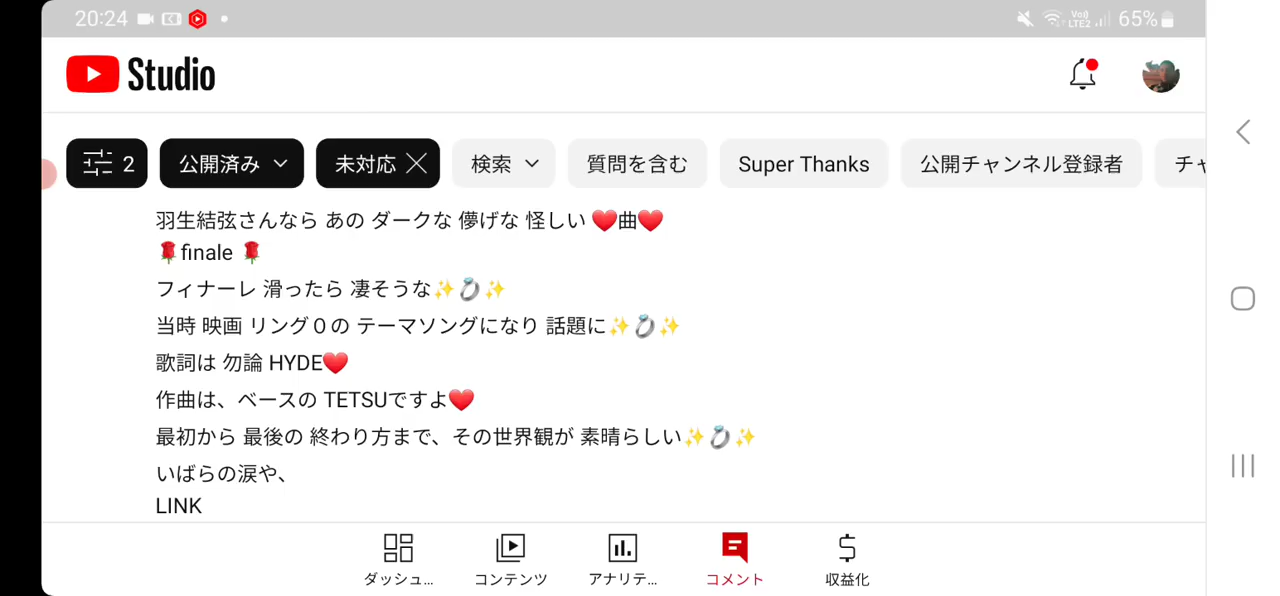 20:24
Vo)
LTE2
65%
Studio
2
公開済み
未対応
検索
質問を含む
Super Thanks
公開チャンネル登録者
チャ
羽生結弦さんなら あの ダークな 儚げな 怪しい ❤️曲❤️
🌹finale 🌹
フィナーレ 滑ったら 凄そうな✨💍✨
当時 映画 リング０の テーマソングになり 話題に✨💍✨
歌詞は 勿論 HYDE❤️
作曲は、ベースの TETSUですよ❤️
最初から 最後の 終わり方まで、その世界観が 素晴らしい✨💍✨
いばらの涙や、
LINK
ダッシュ...
コンテンツ
アナリテ...
コメント
収益化